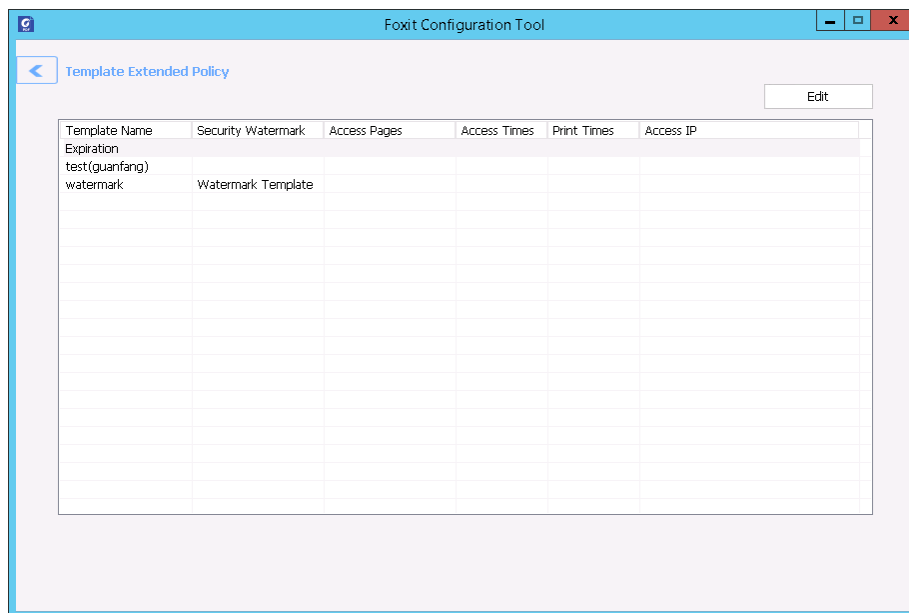 Foxit Configuration Tool
Template Extended Policy
Edit
Template Name Security Watermark Access Pages Access Times Print Times Access IP
Expiration
test(guanfang)
watermark Watermark Template